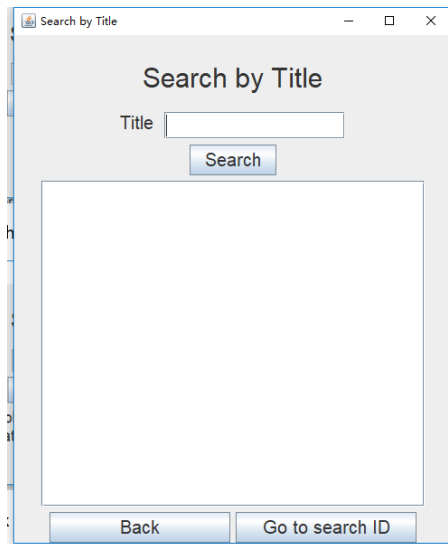 Search by Title
Search by Title
Title
Search
Back Go to search ID